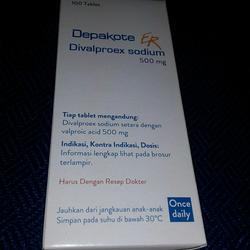 100 Tablet
Depakote ER
Divalproex sodium
500 mg
Tiap tablet mengandung:
Divalproex sodium setara dengan
valproic acid 500 mg
Indikasi, Kontra Indikasi, Dosis:
Informasi lengkap lihat pada brosur
terlampir.
Harus Dengan Resep Dokter
Jauhkan dari jangkauan anak-anak
Simpan pada suhu di bawah 30°C
Once
daily